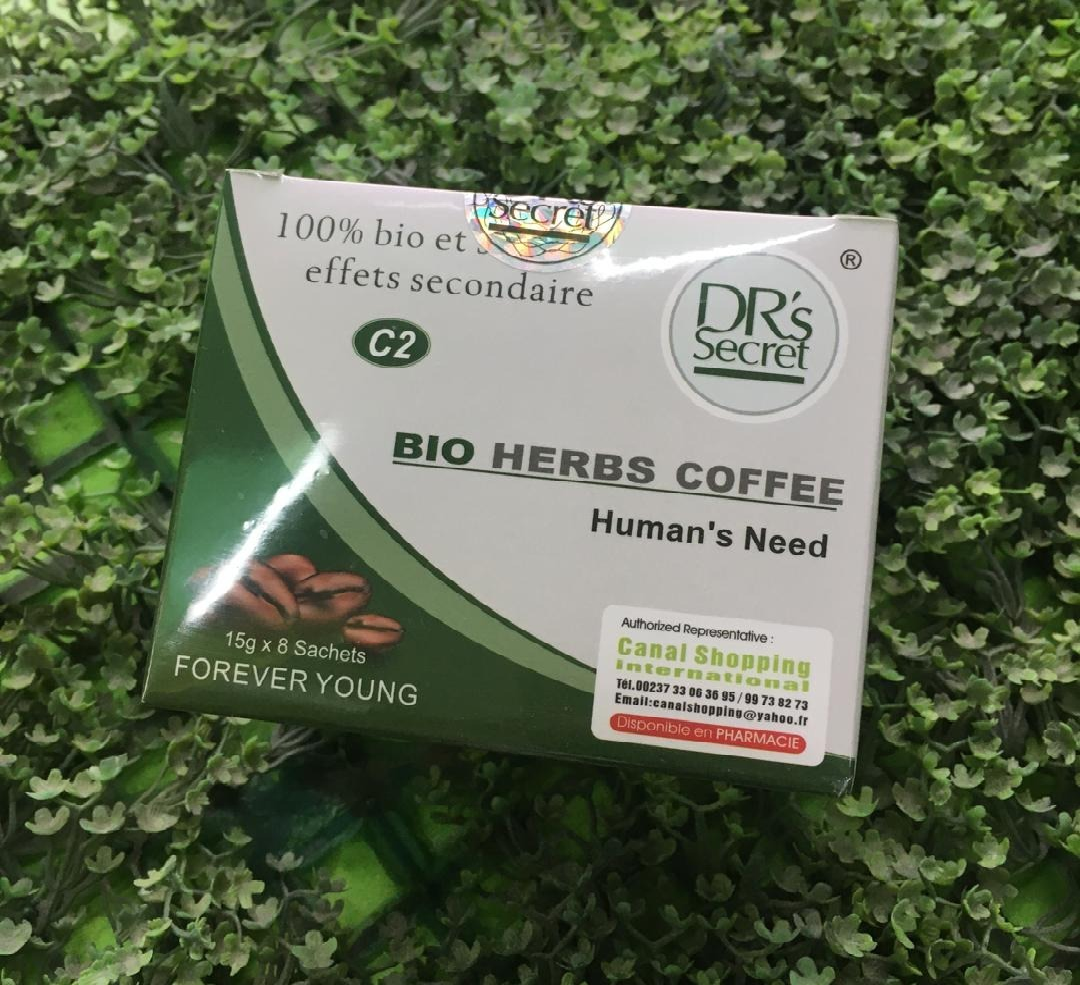 100% bio et
effets secondaire
C2
Secret
®
DR's
Secret
BIO HERBS COFFEE
Human's Need
15g x 8 Sachets
FOREVER YOUNG
Authorized Representative :
Canal Shopping
international
Tél.00237 33 06 36 95 / 99 73 82 73
Email:canalshopping@yahoo.fr
Disponible en PHARMACIE